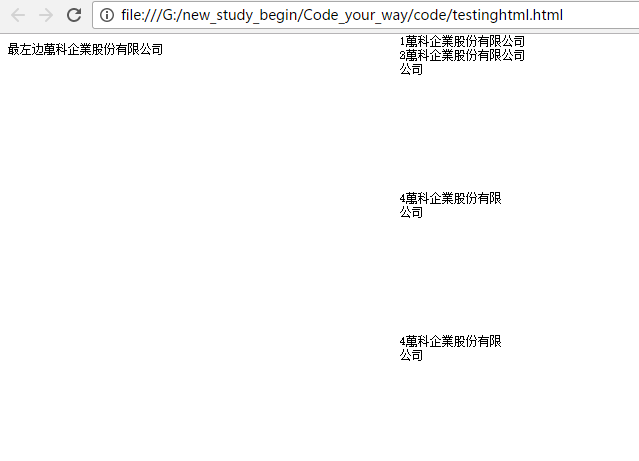 file:///G:/new_study_begin/Code_your_way/code/testinghtml.html
最左边萬科企業股份有限公司
1萬科企業股份有限公司
3萬科企業股份有限公司
公司
4萬科企業股份有限
公司
4萬科企業股份有限
公司